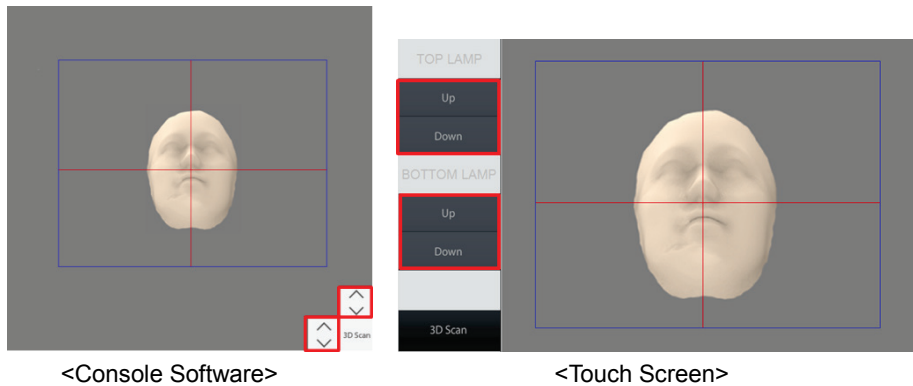 3D Scan
TOP LAMP
Up
Down
BOTTOM LAMP
Up
Down
3D Scan
<Console Software>
<Touch Screen>